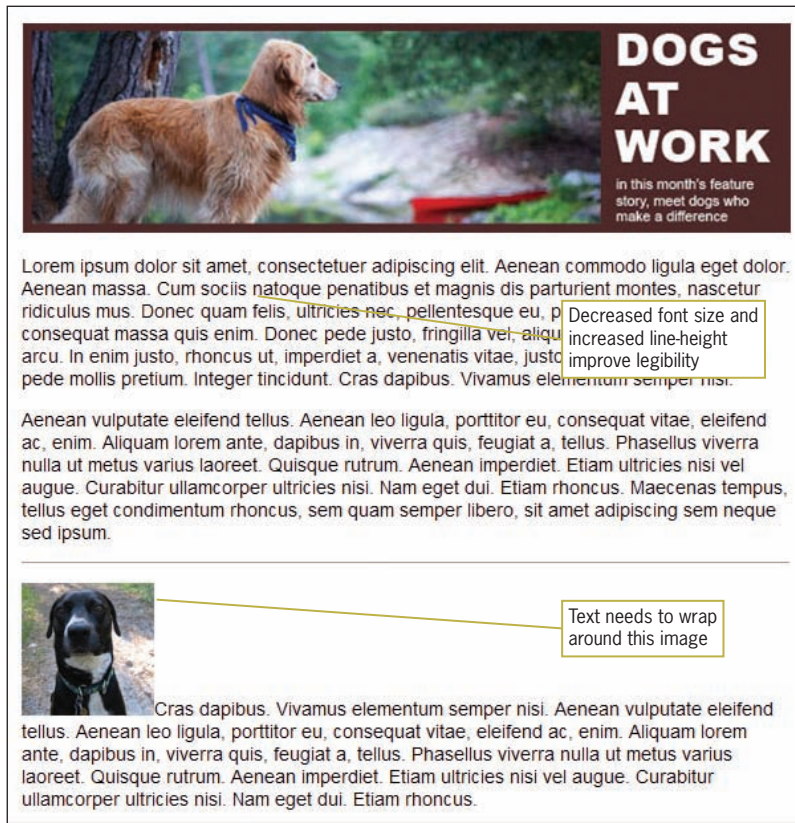 DOGS
AT
WORK
in this month's feature
story, meet dogs who
make a difference
Lorem ipsum dolor sit amet, consectetuer adipiscing elit. Aenean commodo ligula eget dolor.
Aenean massa. Cum sociis natoque penatibus et magnis dis parturient montes, nascetur
ridiculus mus. Donec quam felis, ultricies nec, pellentesque eu, p
consequat massa quis enim. Donec pede justo, fringilla vel, aliqu
arcu. In enim justo, rhoncus ut, imperdiet a, venenatis vitae, justo
pede mollis pretium. Integer tincidunt. Cras dapibus. Vivamus elementum semper nisi.
Decreased font size and
increased line-height
improve legibility
Aenean vulputate eleifend tellus. Aenean leo ligula, porttitor eu, consequat vitae, eleifend
ac, enim. Aliquam lorem ante, dapibus in, viverra quis, feugiat a, tellus. Phasellus viverra
nulla ut metus varius laoreet. Quisque rutrum. Aenean imperdiet. Etiam ultricies nisi vel
augue. Curabitur ullamcorper ultricies nisi. Nam eget dui. Etiam rhoncus. Maecenas tempus,
tellus eget condimentum rhoncus, sem quam semper libero, sit amet adipiscing sem neque
sed ipsum.
Text needs to wrap
around this image
Cras dapibus. Vivamus elementum semper nisi. Aenean vulputate eleifend
tellus. Aenean leo ligula, porttitor eu, consequat vitae, eleifend ac, enim. Aliquam lorem
ante, dapibus in, viverra quis, feugiat a, tellus. Phasellus viverra nulla ut metus varius
laoreet. Quisque rutrum. Aenean imperdiet. Etiam ultricies nisi vel augue. Curabitur
ullamcorper ultricies nisi. Nam eget dui. Etiam rhoncus.